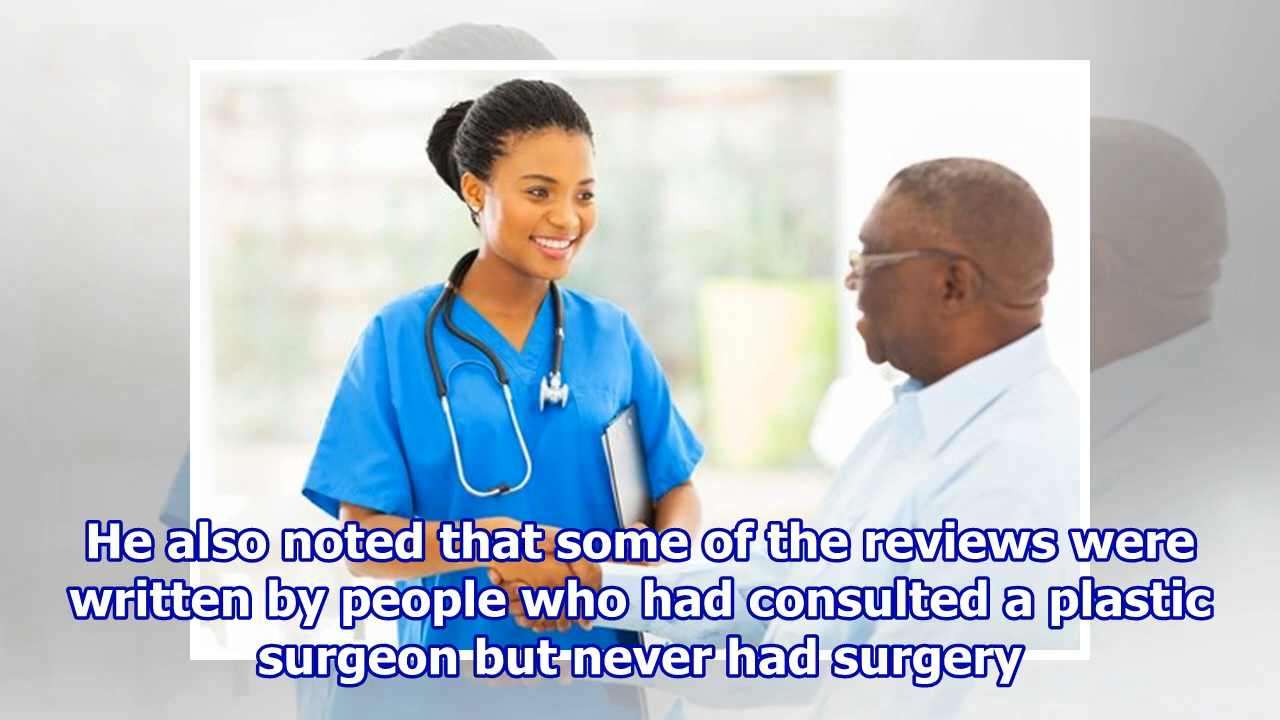 He also noted that some of the reviews were
written by people who had consulted a plastic
surgeon but never had surgery